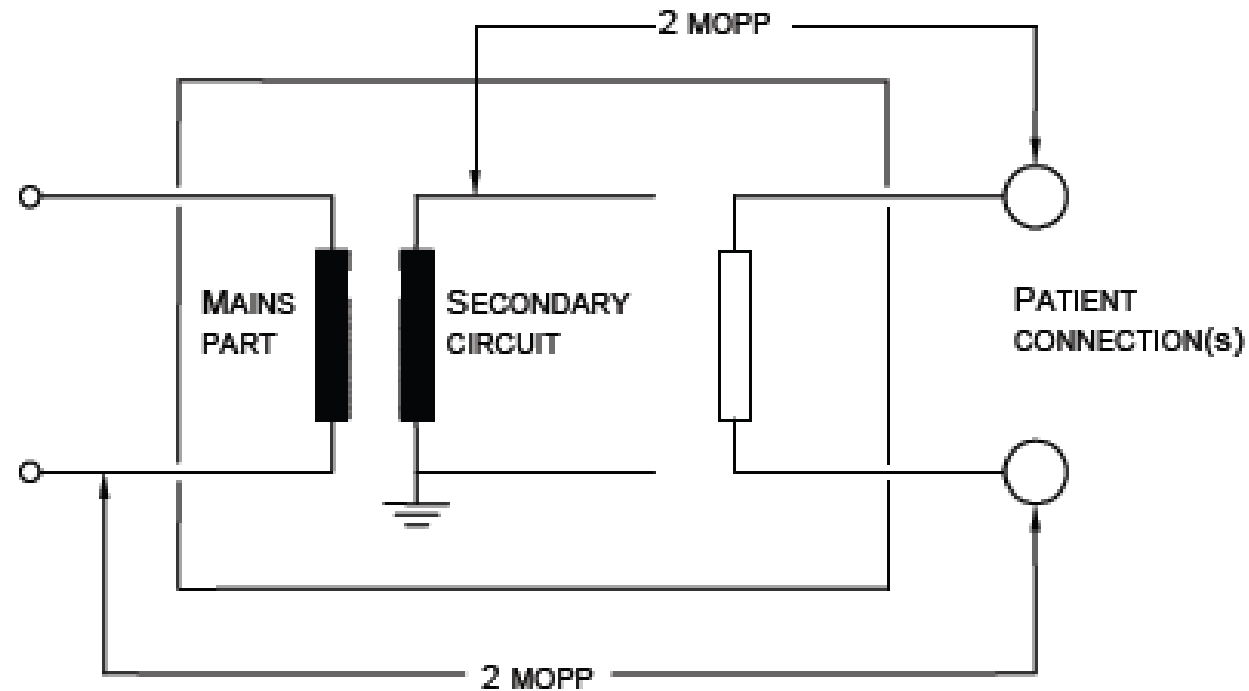 2 MOPP
MAINS
PART
SECONDARY
CIRCUIT
PATIENT
CONNECTION(s)
2 MOPP